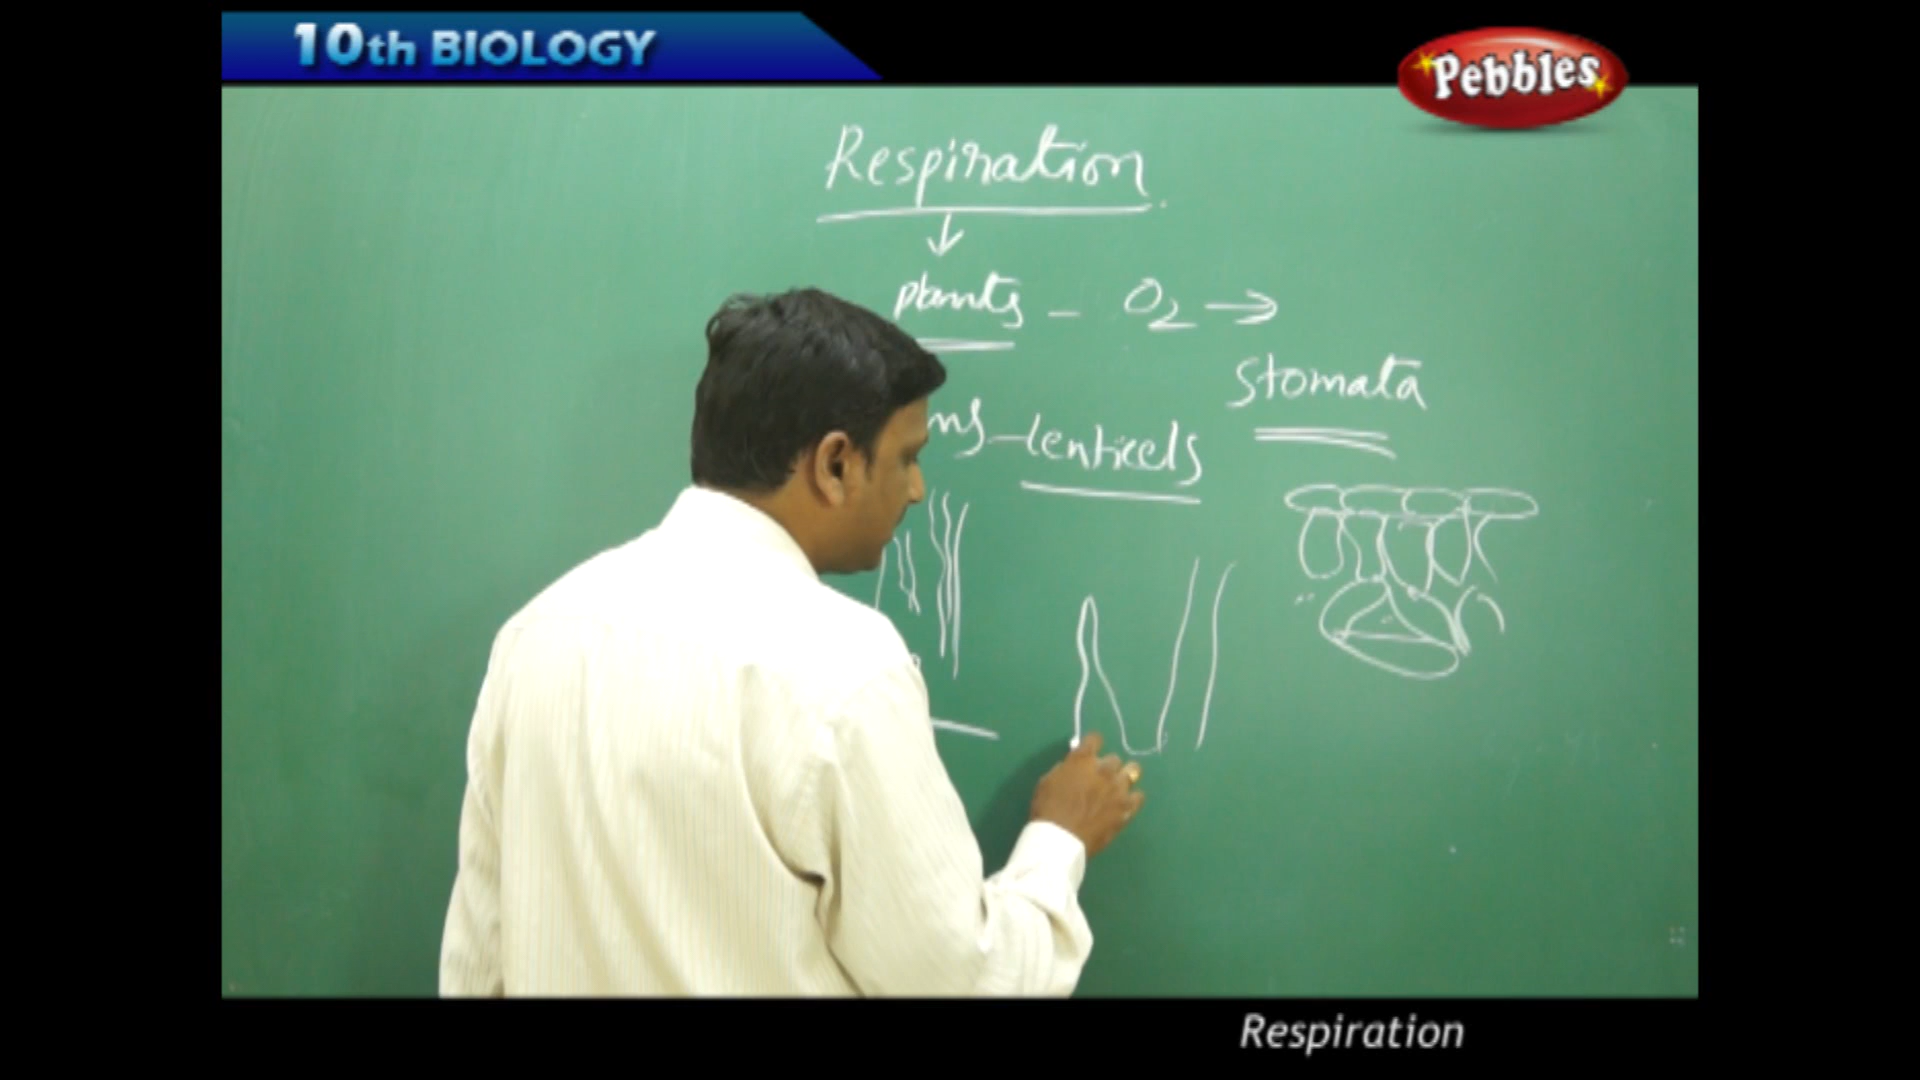 10th BIOLOGY
Pebbles
Respiration
plants - O2 →
Stomata
lenticels
Respiration